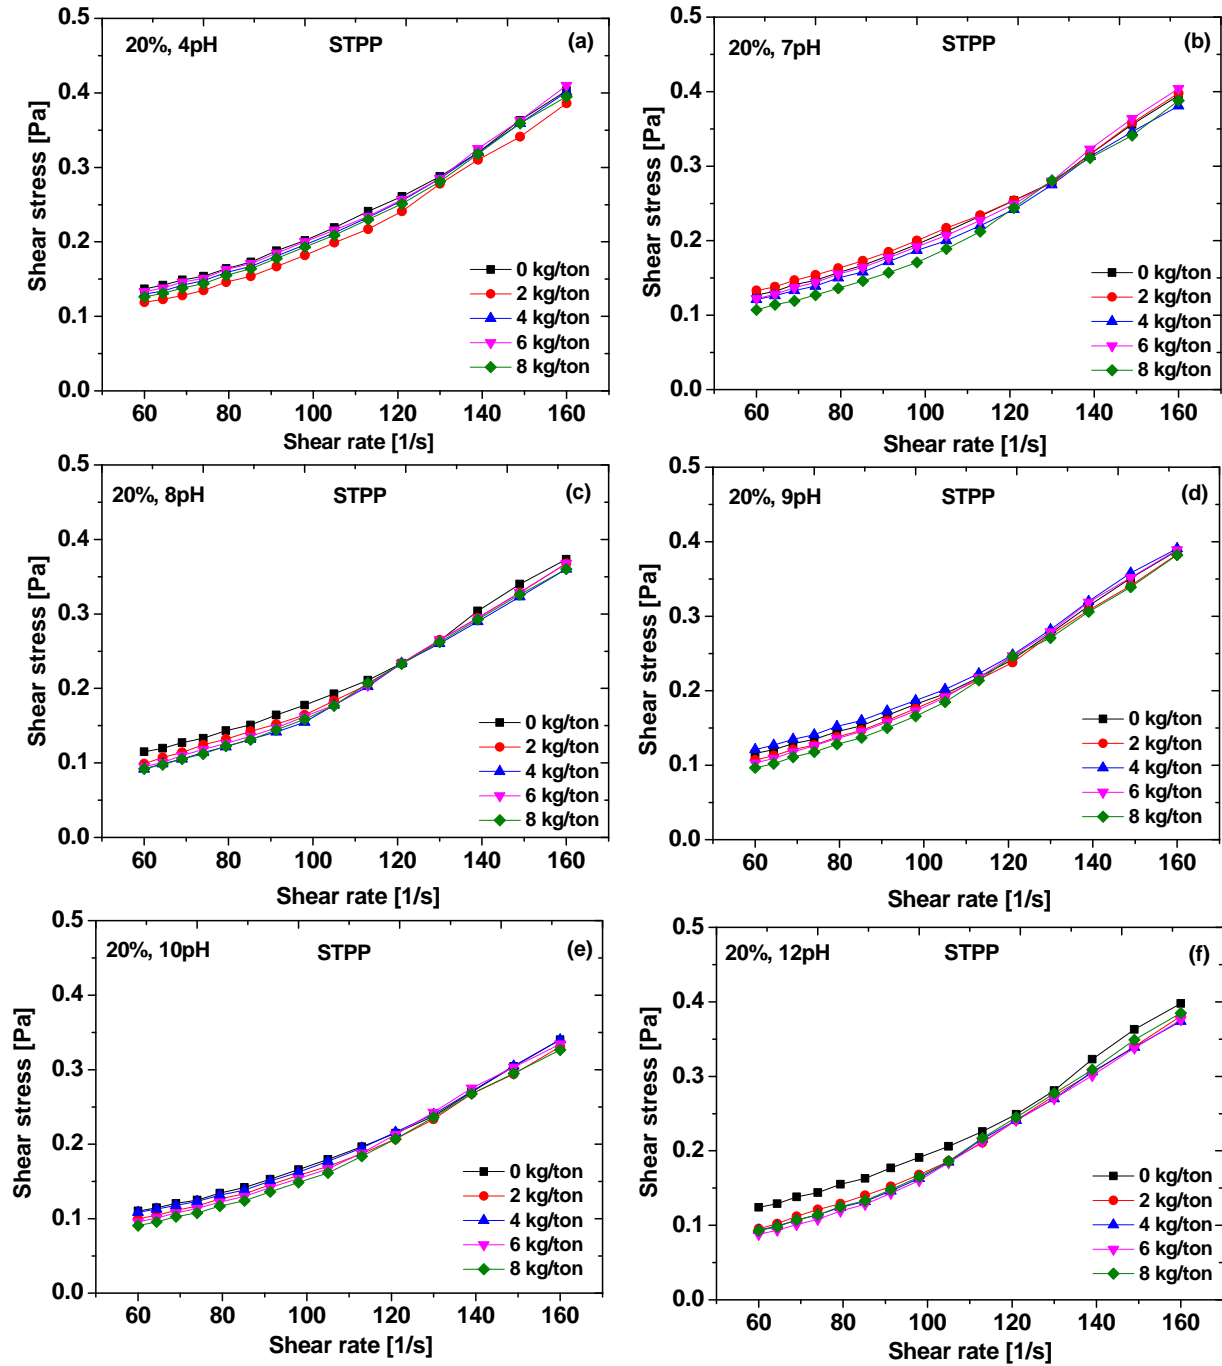 20%, 4pH STPP (a)
0.5
0.4
0.3
0.2
0.1
0.0
Shear stress [Pa]
0 kg/ton
2 kg/ton
4 kg/ton
6 kg/ton
8 kg/ton
60 80 100 120 140 160
Shear rate [1/s]
20%, 7pH STPP (b)
0.5
0.4
0.3
0.2
0.1
0.0
Shear stress [Pa]
0 kg/ton
2 kg/ton
4 kg/ton
6 kg/ton
8 kg/ton
60 80 100 120 140 160
Shear rate [1/s]
20%, 8pH STPP (c)
0.5
0.4
0.3
0.2
0.1
0.0
Shear stress [Pa]
0 kg/ton
2 kg/ton
4 kg/ton
6 kg/ton
8 kg/ton
60 80 100 120 140 160
Shear rate [1/s]
20%, 9pH STPP (d)
0.5
0.4
0.3
0.2
0.1
0.0
Shear stress [Pa]
0 kg/ton
2 kg/ton
4 kg/ton
6 kg/ton
8 kg/ton
60 80 100 120 140 160
Shear rate [1/s]
20%, 10pH STPP (e)
0.5
0.4
0.3
0.2
0.1
0.0
Shear stress [Pa]
0 kg/ton
2 kg/ton
4 kg/ton
6 kg/ton
8 kg/ton
60 80 100 120 140 160
Shear rate [1/s]
20%, 12pH STPP (f)
0.5
0.4
0.3
0.2
0.1
0.0
Shear stress [Pa]
0 kg/ton
2 kg/ton
4 kg/ton
6 kg/ton
8 kg/ton
60 80 100 120 140 160
Shear rate [1/s]